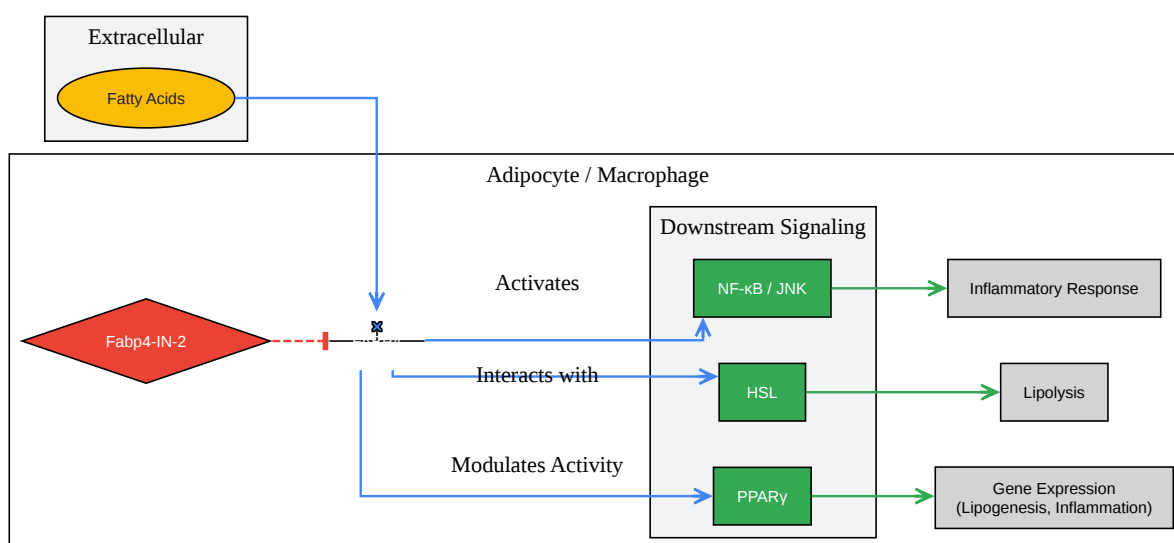 Extracellular
Fatty Acids
Adipocyte / Macrophage
Downstream Signaling
Activates
NF-κB / JNK
Inflammatory Response
Fabp4-IN-2
Interacts with
HSL
Lipolysis
Modulates Activity
PPARγ
Gene Expression
(Lipogenesis, Inflammation)